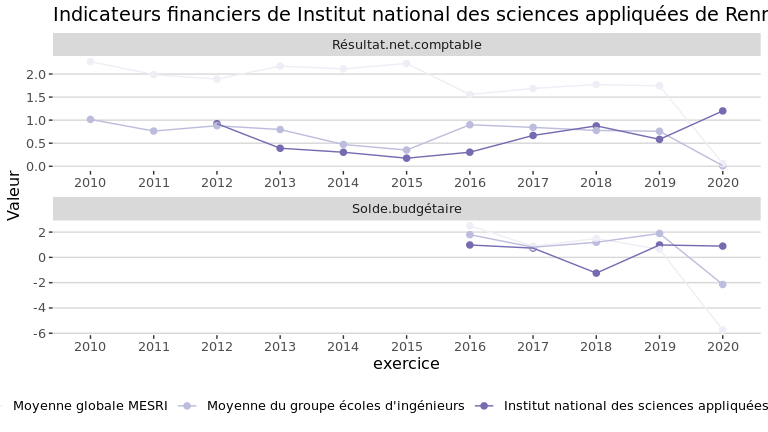 Indicateurs financiers de Institut national des sciences appliquées de Renn
Résultat.net.comptable
2.0
1.5
1.0
0.5
0.0
2010 2011 2012 2013 2014 2015 2016 2017 2018 2019 2020
Valeur
Solde.budgétaire
2
0
-2
-4
-6
2010 2011 2012 2013 2014 2015 2016 2017 2018 2019 2020
exercice
Moyenne globale MESRI Moyenne du groupe écoles d'ingénieurs Institut national des sciences appliquées